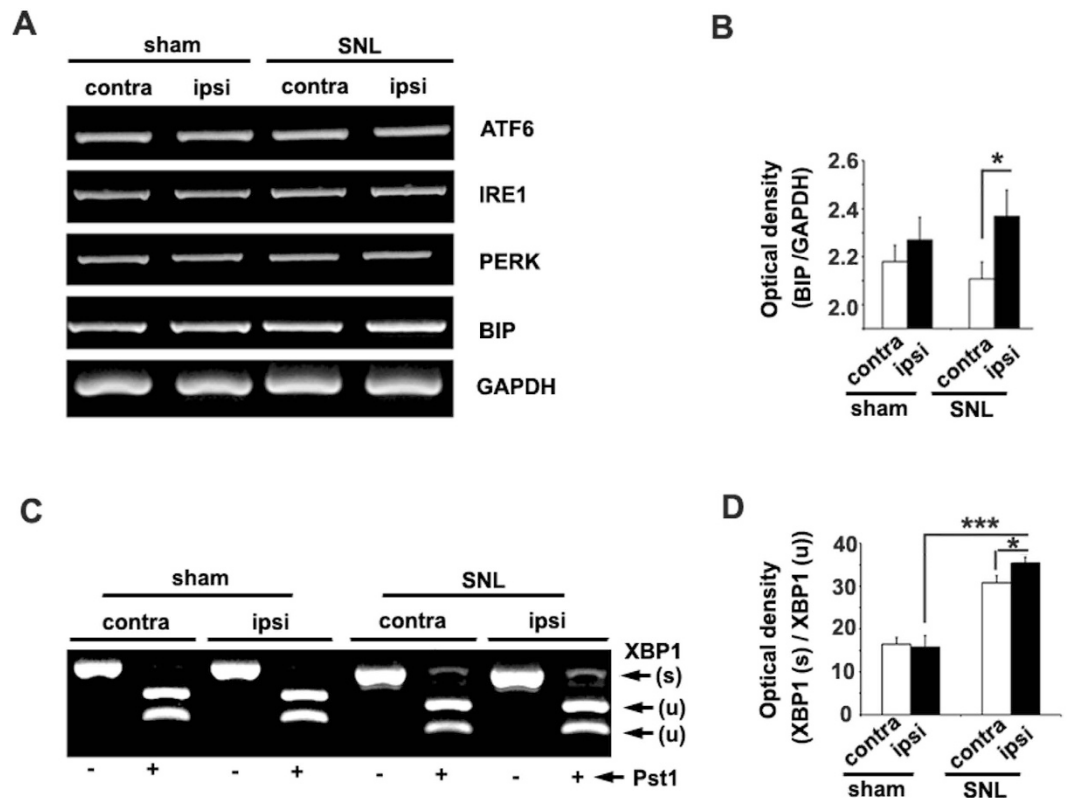 A
sham SNL
contra ipsi contra ipsi
ATF6
IRE1
PERK
BIP
GAPDH
B
Optical density
(BIP /GAPDH)
2.6
2.4
2.2
2.0
*
contra ipsi contra ipsi
sham SNL
C
sham SNL
contra ipsi contra ipsi
XBP1
(s)
(u)
(u)
- + - + - + - + Pst1
D
Optical density
(XBP1 (s) / XBP1 (u))
40
30
20
10
0
***
*
contra ipsi contra ipsi
sham SNL